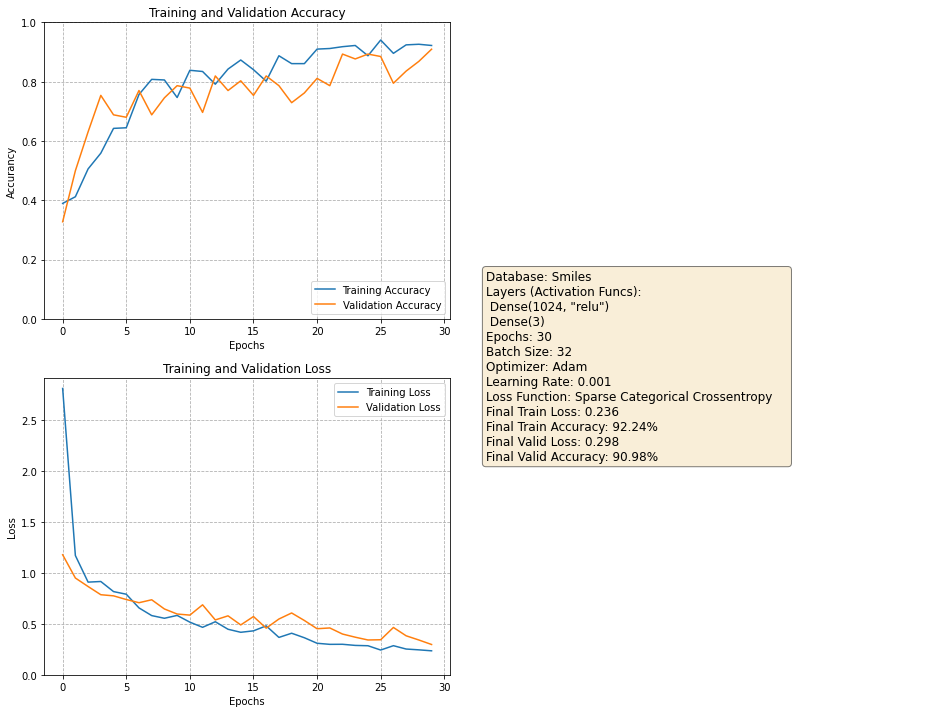 Training and Validation Accuracy
1.0
0.8
0.6
0.4
0.2
0.0
Accurancy
0 5 10 15 20 25 30
Epochs
Training Accuracy
Validation Accuracy
Training and Validation Loss
2.5
2.0
1.5
1.0
0.5
0.0
Loss
0 5 10 15 20 25 30
Epochs
Training Loss
Validation Loss
Database: Smiles
Layers (Activation Funcs):
Dense(1024, "relu")
Dense(3)
Epochs: 30
Batch Size: 32
Optimizer: Adam
Learning Rate: 0.001
Loss Function: Sparse Categorical Crossentropy
Final Train Loss: 0.236
Final Train Accuracy: 92.24%
Final Valid Loss: 0.298
Final Valid Accuracy: 90.98%